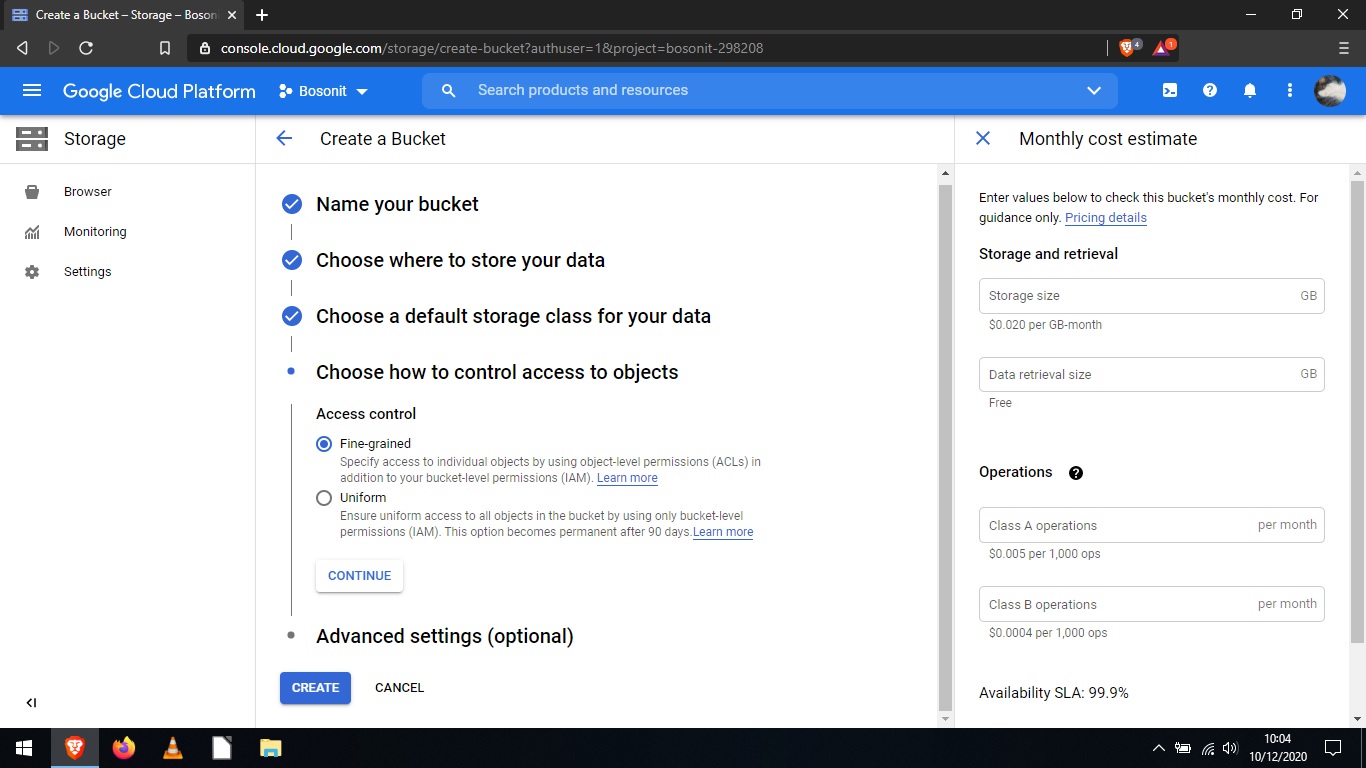 Create a Bucket – Storage – Boson
console.cloud.google.com/storage/create-bucket?authuser=1&project=bosonit-298208
4
1
Google Cloud Platform
Bosonit
Search products and resources
Storage
Create a Bucket
Monthly cost estimate
Browser
Monitoring
Settings
Name your bucket
Choose where to store your data
Choose a default storage class for your data
Choose how to control access to objects
Access control
Fine-grained
Specify access to individual objects by using object-level permissions (ACLs) in
addition to your bucket-level permissions (IAM). Learn more
Uniform
Ensure uniform access to all objects in the bucket by using only bucket-level
permissions (IAM). This option becomes permanent after 90 days.Learn more
CONTINUE
Advanced settings (optional)
CREATE
CANCEL
Enter values below to check this bucket's monthly cost. For
guidance only. Pricing details
Storage and retrieval
Storage size GB
$0.020 per GB-month
Data retrieval size GB
Free
Operations
Class A operations per month
$0.005 per 1,000 ops
Class B operations per month
$0.0004 per 1,000 ops
Availability SLA: 99.9%
10:04
10/12/2020